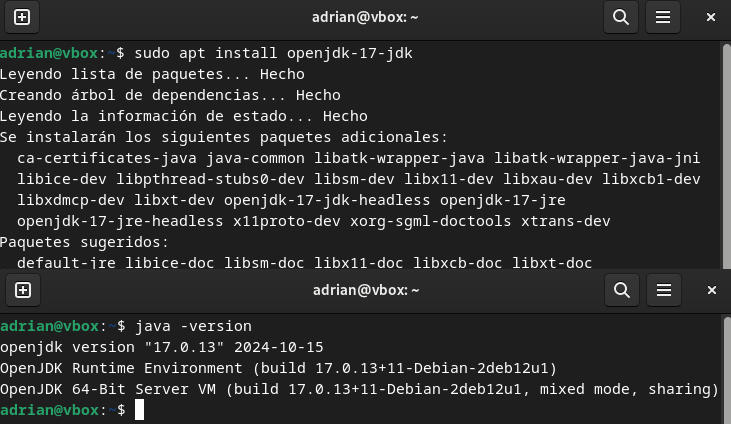 adrian@vbox: ~
adrian@vbox:~$ sudo apt install openjdk-17-jdk
Leyendo lista de paquetes... Hecho
Creando árbol de dependencias... Hecho
Leyendo la información de estado... Hecho
Se instalarán los siguientes paquetes adicionales:
  ca-certificates-java java-common libatk-wrapper-java libatk-wrapper-java-jni
  libice-dev libpthread-stubs0-dev libsm-dev libx11-dev libxau-dev libxcb1-dev
  libxdmcp-dev libxt-dev openjdk-17-jdk-headless openjdk-17-jre
  openjdk-17-jre-headless x11proto-dev xorg-sgml-doctools xtrans-dev
Paquetes sugeridos:
  default-jre libice-doc libsm-doc libx11-doc libxcb-doc libxt-doc
adrian@vbox: ~
adrian@vbox:~$ java -version
openjdk version "17.0.13" 2024-10-15
OpenJDK Runtime Environment (build 17.0.13+11-Debian-2deb12u1)
OpenJDK 64-Bit Server VM (build 17.0.13+11-Debian-2deb12u1, mixed mode, sharing)
adrian@vbox:~$